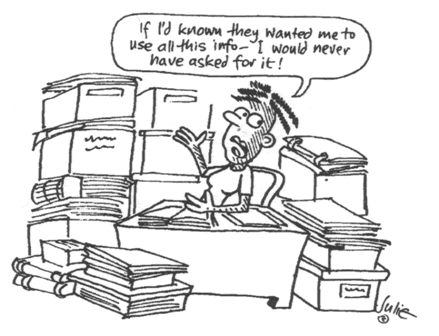 If I'd known they wanted me to
use all this info– I would never
have asked for it!
Julie